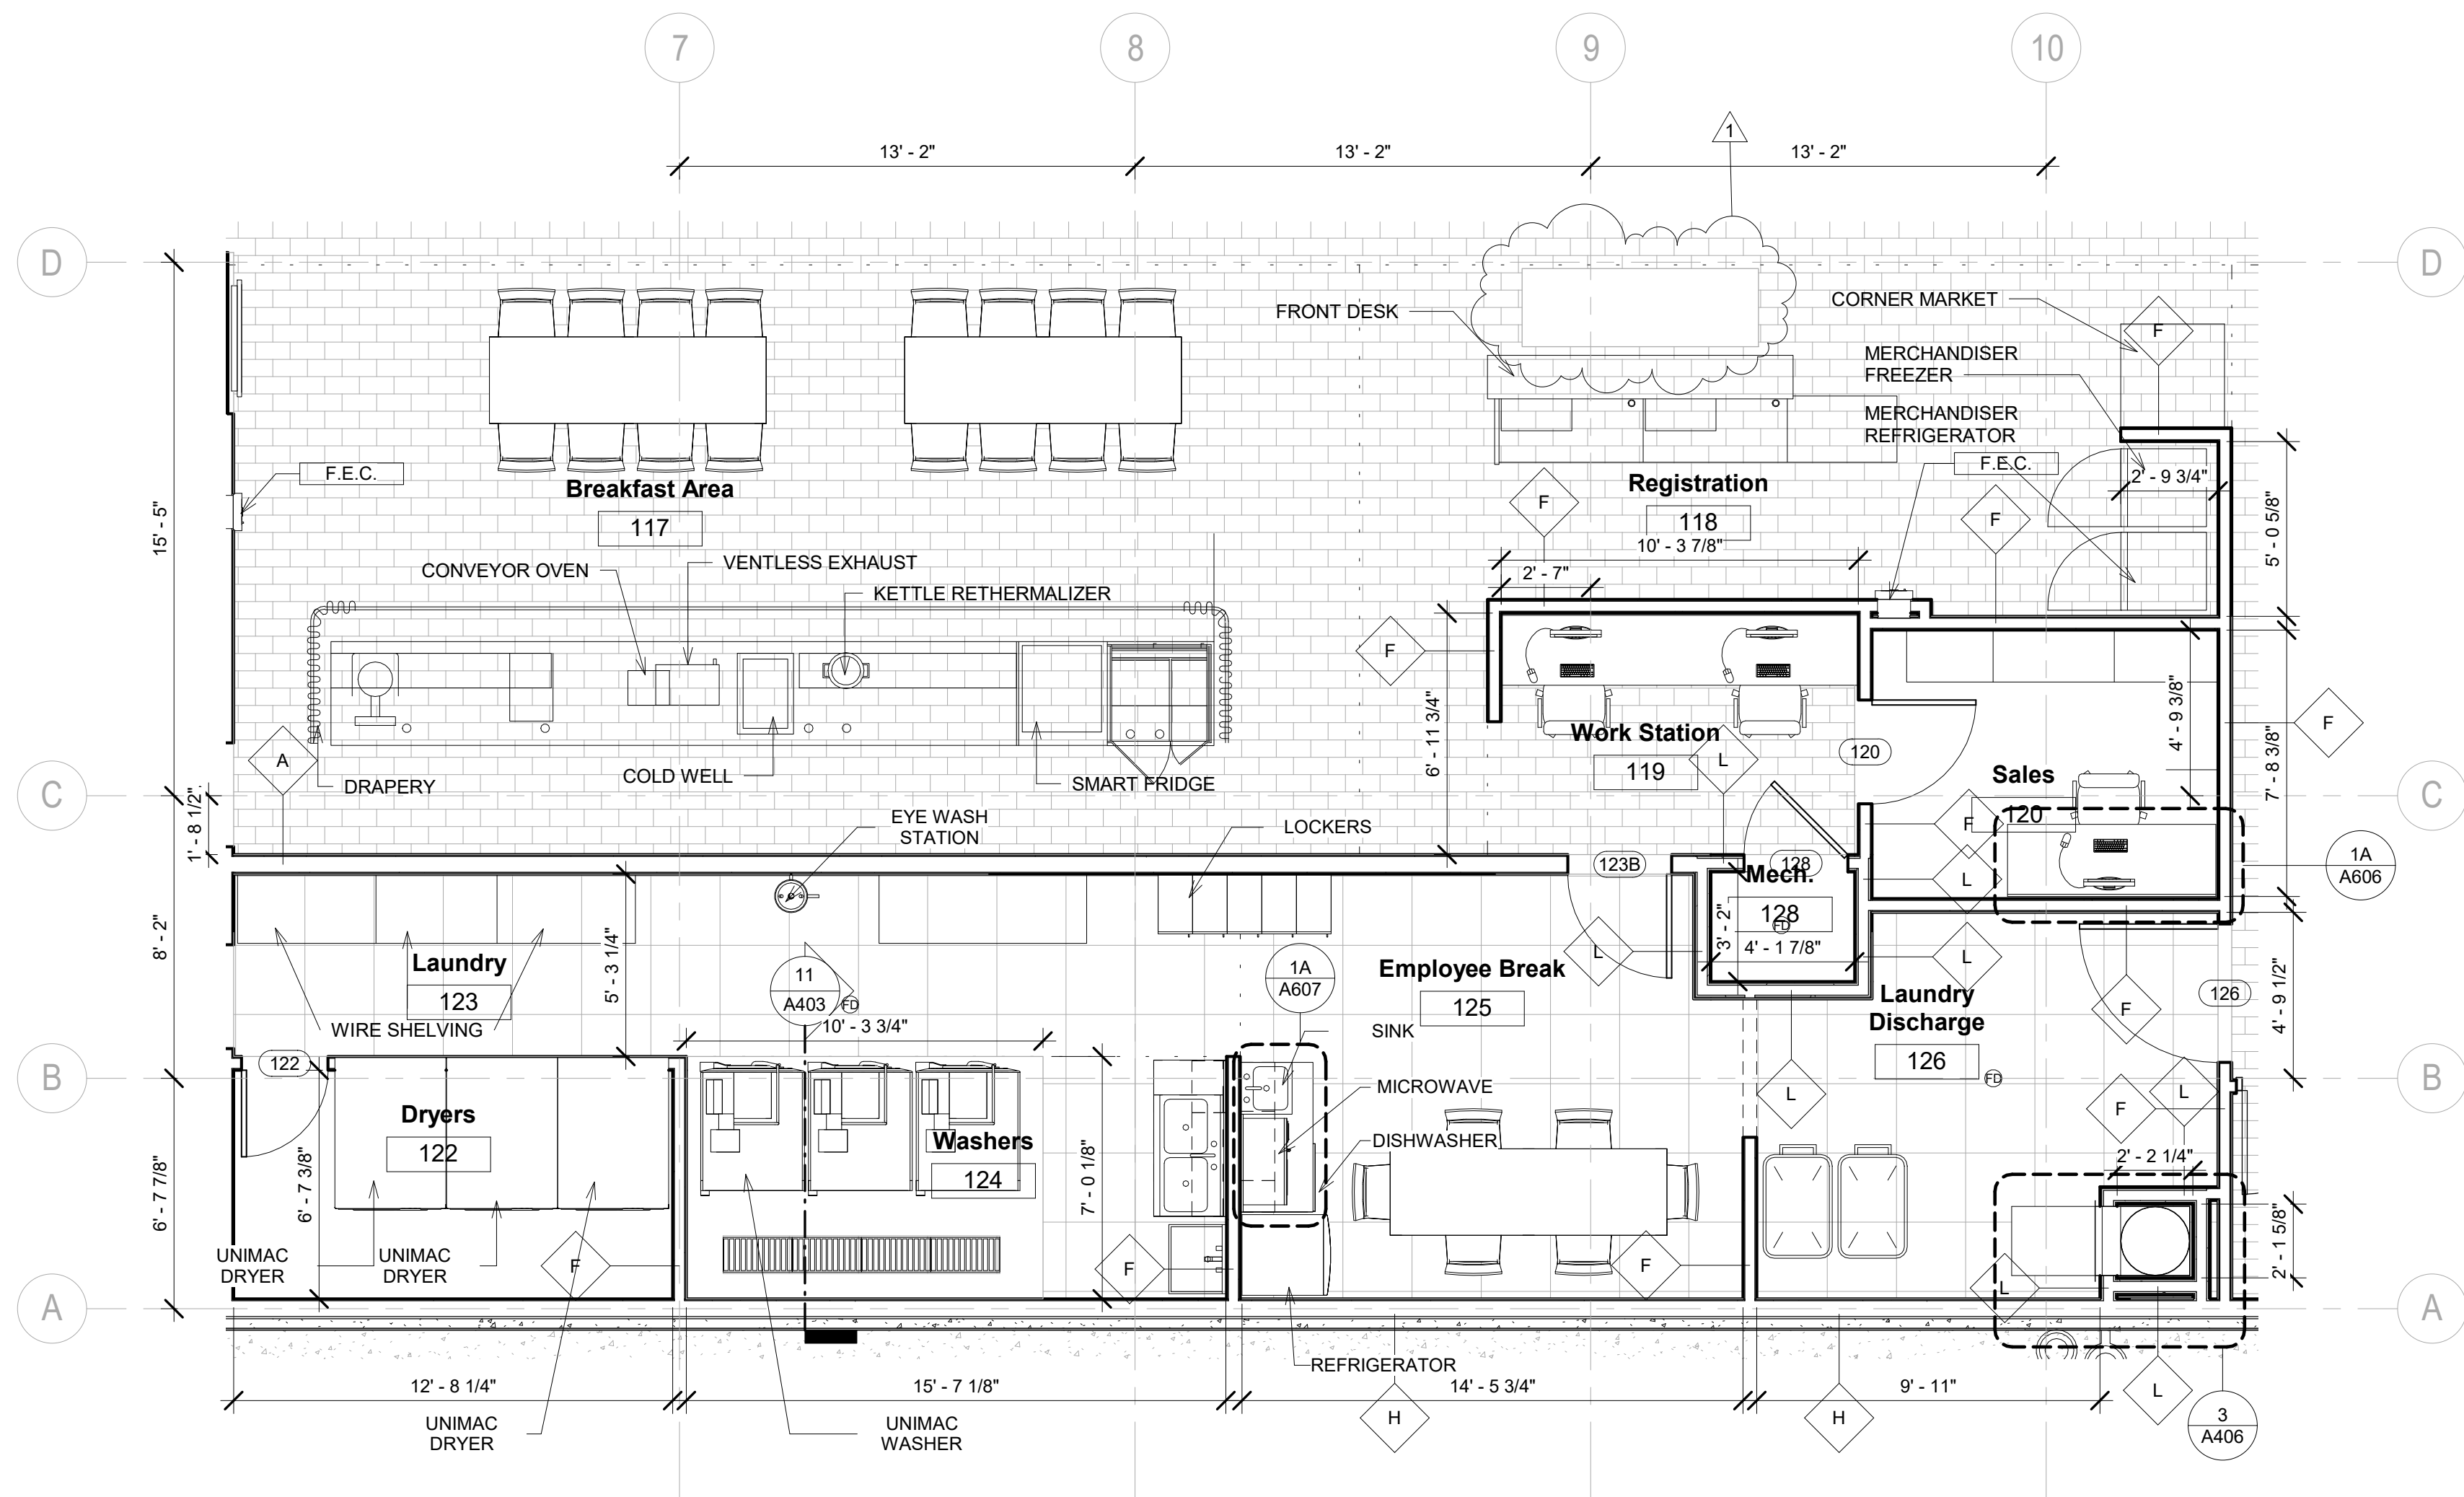 7
8
9
10
13' - 2"
13' - 2"
13' - 2"
1
D
D
FRONT DESK
CORNER MARKET
F
MERCHANDISER
FREEZER
MERCHANDISER
REFRIGERATOR
F.E.C.
F.E.C.
2' - 9 3/4"
Breakfast Area
117
Registration
118
F
F
15' - 5"
5' - 0 5/8"
10' - 3 7/8"
2' - 7"
CONVEYOR OVEN
VENTLESS EXHAUST
KETTLE RETHERMALIZER
F
F
6' - 11 3/4"
4' - 9 3/8"
7' - 8 3/8"
Work Station
119
L
120
Sales
120
A
DRAPERY
COLD WELL
SMART FRIDGE
C
C
1' - 8 1/2"
EYE WASH
STATION
LOCKERS
F
123B
128
Mech.
128
FD
L
1A
A606
3' - 2"
4' - 1 7/8"
L
L
8' - 2"
5' - 3 1/4"
Laundry
123
WIRE SHELVING
11
A403
FD
10' - 3 3/4"
1A
A607
Employee Break
125
SINK
Laundry
Discharge
126
FD
F
126
4' - 9 1/2"
122
B
B
MICROWAVE
L
F
L
Dryers
122
Washers
124
DISHWASHER
6' - 7 7/8"
6' - 7 3/8"
7' - 0 1/8"
2' - 2 1/4"
2' - 1 5/8"
UNIMAC
DRYER
UNIMAC
DRYER
F
F
F
L
A
A
REFRIGERATOR
12' - 8 1/4"
15' - 7 1/8"
14' - 5 3/4"
9' - 11"
UNIMAC
DRYER
UNIMAC
WASHER
H
H
L
3
A406